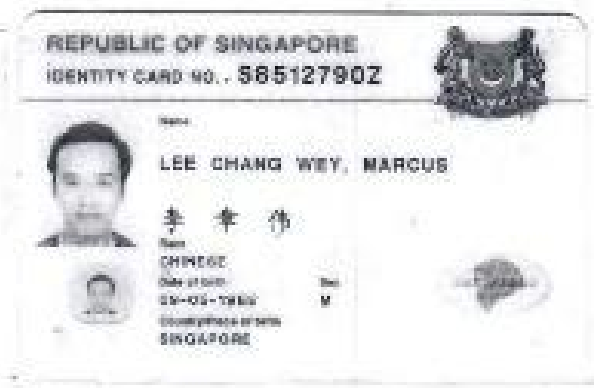 REPUBLIC OF SINGAPORE
IDENTITY CARD NO. S8512790Z
Name
LEE CHANG WEY, MARCUS
李 章 伟
Race
CHINESE
Date of birth Sex
M
Country/Place of birth
SINGAPORE